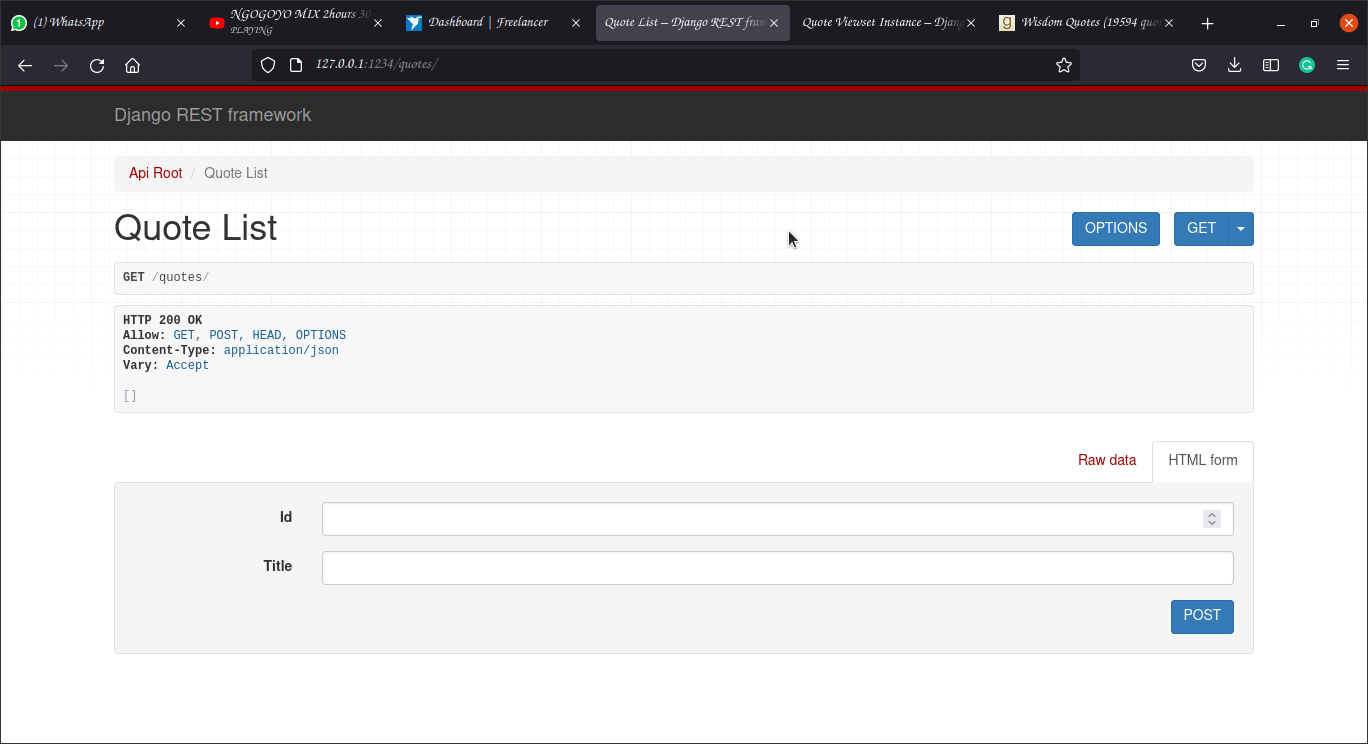 (1) WhatsApp
NGOGOYO MIX 2hours 30
PLAYING
Dashboard | Freelancer
Quote List – Django REST fram
Quote Viewset Instance – Djang
Wisdom Quotes (19594 quo
127.0.0.1:1234/quotes/
Django REST framework
Api Root / Quote List
Quote List
OPTIONS
GET
GET /quotes/
HTTP 200 OK
Allow: GET, POST, HEAD, OPTIONS
Content-Type: application/json
Vary: Accept
[]
Raw data
HTML form
Id
Title
POST